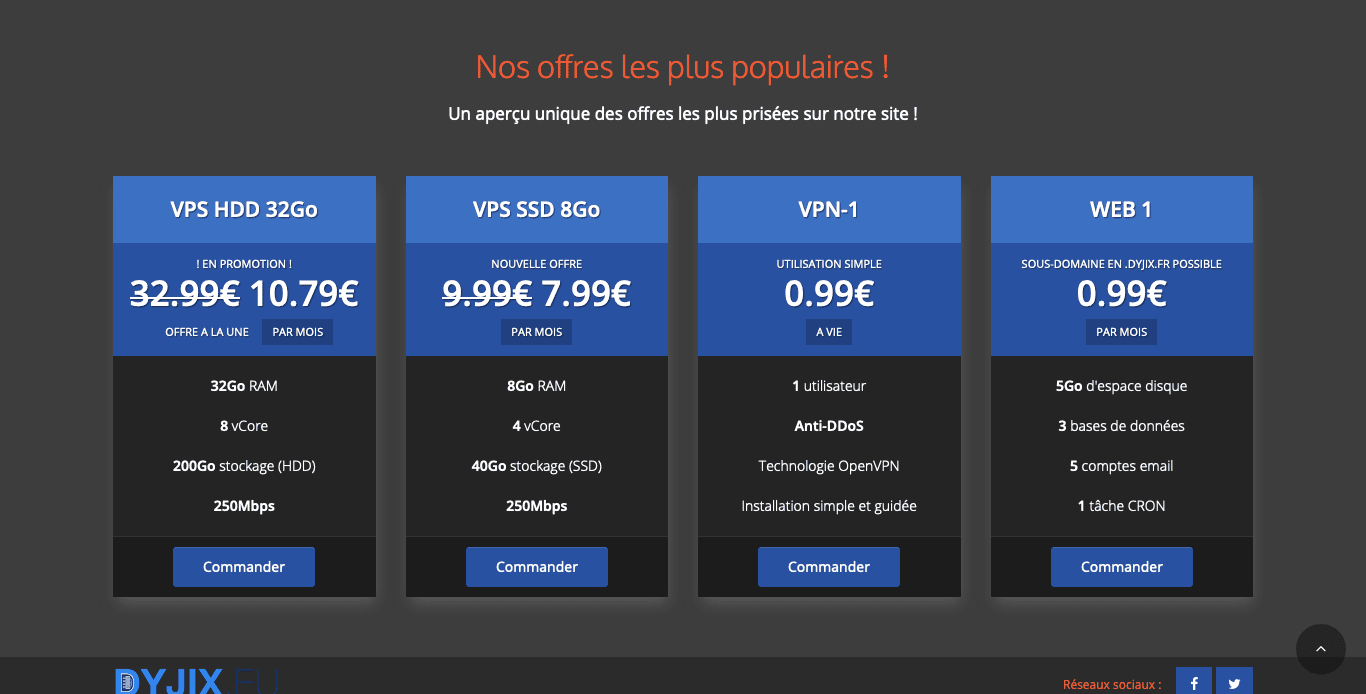 Nos offres les plus populaires !
Un aperçu unique des offres les plus prisées sur notre site !
VPS HDD 32Go
! EN PROMOTION !
32.99€ 10.79€
OFFRE A LA UNE PAR MOIS
32Go RAM
8 vCore
200Go stockage (HDD)
250Mbps
Commander
VPS SSD 8Go
NOUVELLE OFFRE
9.99€ 7.99€
PAR MOIS
8Go RAM
4 vCore
40Go stockage (SSD)
250Mbps
Commander
VPN-1
UTILISATION SIMPLE
0.99€
A VIE
1 utilisateur
Anti-DDoS
Technologie OpenVPN
Installation simple et guidée
Commander
WEB 1
SOUS-DOMAINE EN .DYJIX.FR POSSIBLE
0.99€
PAR MOIS
5Go d'espace disque
3 bases de données
5 comptes email
1 tâche CRON
Commander
DYJIX
Réseaux sociaux :